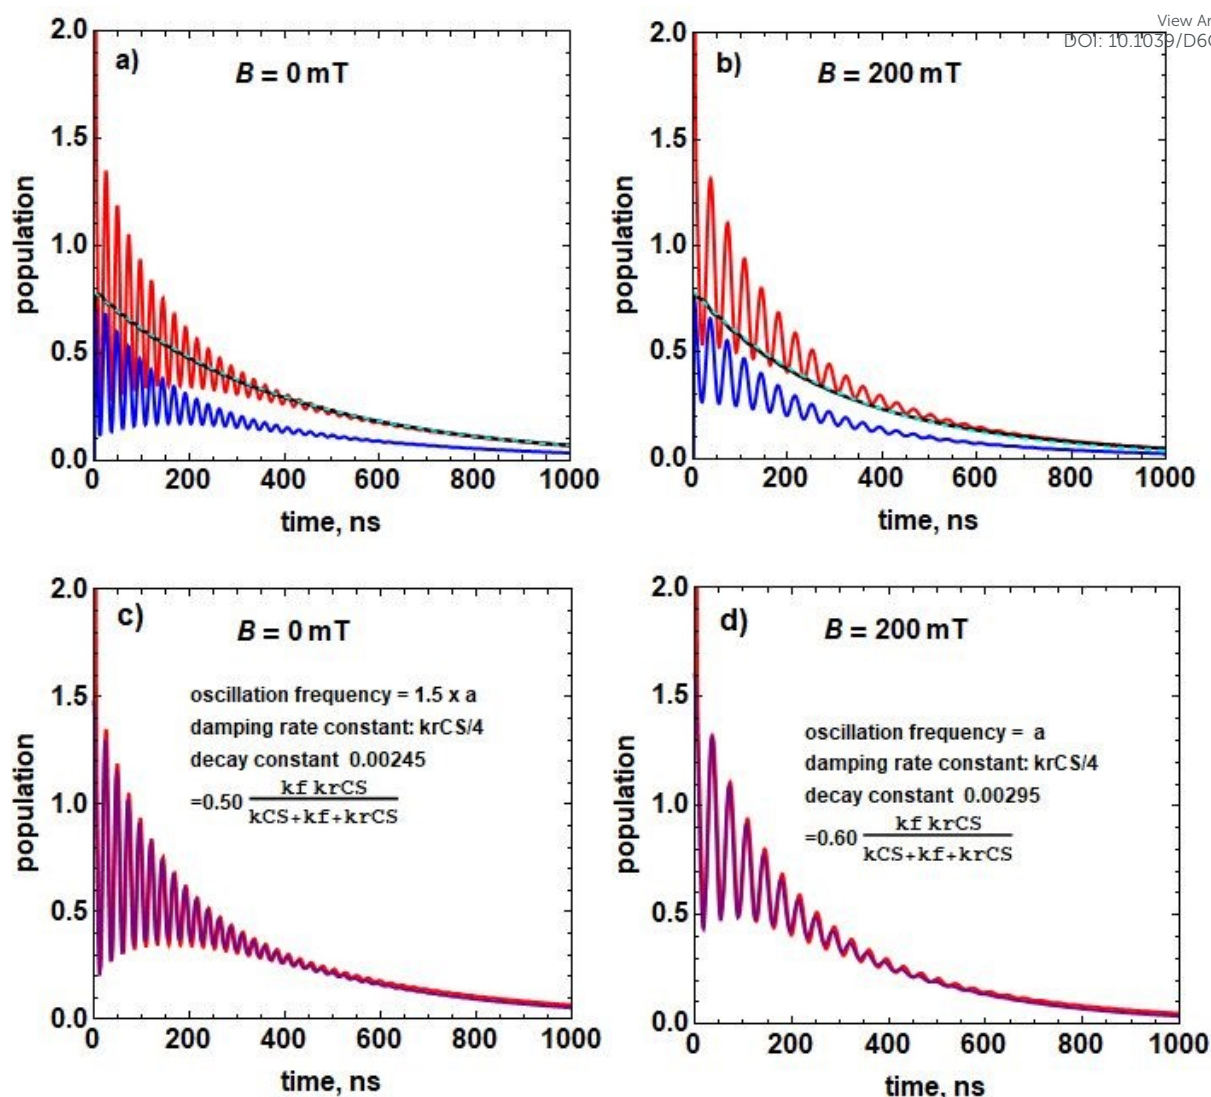 View Ar
DOI: 10.1039/D6C
a)
B = 0 mT
2.0
1.5
1.0
0.5
0.0
population
0 200 400 600 800 1000
time, ns
b)
B = 200 mT
2.0
1.5
1.0
0.5
0.0
population
0 200 400 600 800 1000
time, ns
c)
B = 0 mT
oscillation frequency = 1.5 x a
damping rate constant: krCS/4
decay constant 0.00245
=0.50 kf krCS
kCS+kf+krCS
2.0
1.5
1.0
0.5
0.0
population
0 200 400 600 800 1000
time, ns
d)
B = 200 mT
oscillation frequency = a
damping rate constant: krCS/4
decay constant 0.00295
=0.60 kf krCS
kCS+kf+krCS
2.0
1.5
1.0
0.5
0.0
population
0 200 400 600 800 1000
time, ns